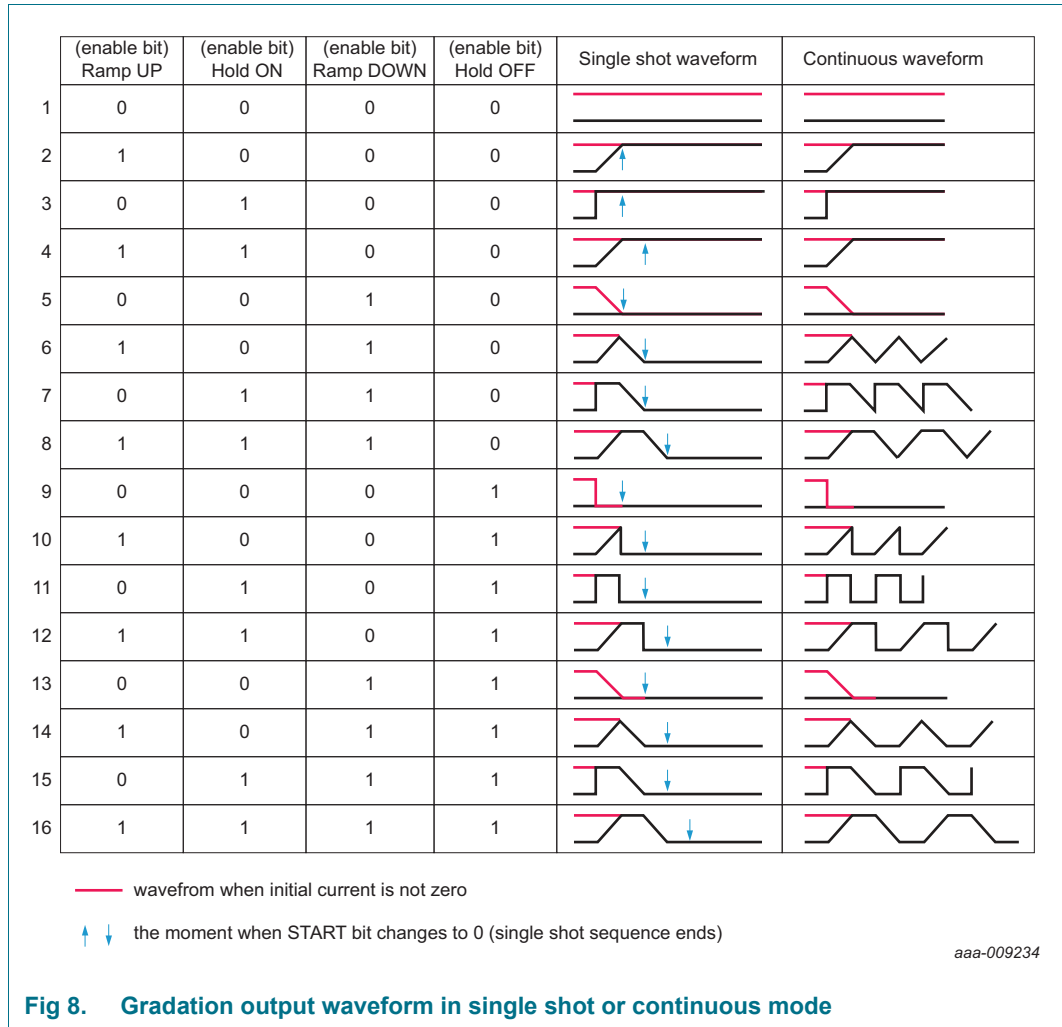 (enable bit) Ramp UP (enable bit) Hold ON (enable bit) Ramp DOWN (enable bit) Hold OFF Single shot waveform Continuous waveform
1 0 0 0 0
2 1 0 0 0
3 0 1 0 0
4 1 1 0 0
5 0 0 1 0
6 1 0 1 0
7 0 1 1 0
8 1 1 1 0
9 0 0 0 1
10 1 0 0 1
11 0 1 0 1
12 1 1 0 1
13 0 0 1 1
14 1 0 1 1
15 0 1 1 1
16 1 1 1 1
wavefrom when initial current is not zero
the moment when START bit changes to 0 (single shot sequence ends)
aaa-009234
Fig 8. Gradation output waveform in single shot or continuous mode